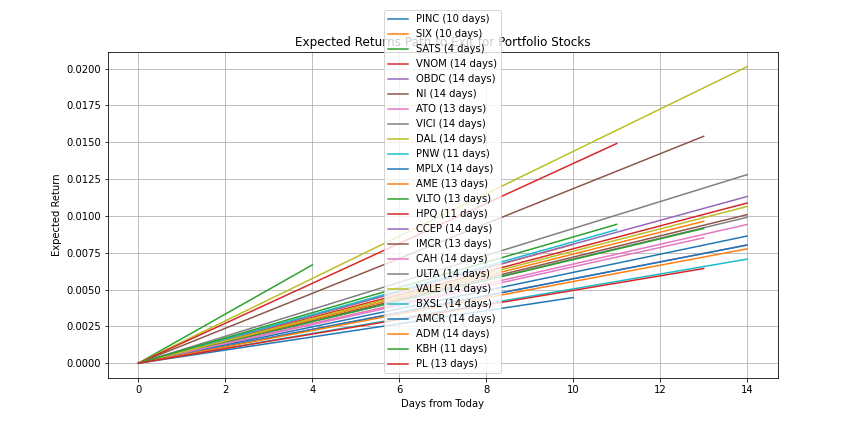 Expected Returns Path to Exit for Portfolio Stocks
PINC (10 days)
SIX (10 days)
SATS (4 days)
VNOM (14 days)
OBDC (14 days)
NI (14 days)
ATO (13 days)
VICI (14 days)
DAL (14 days)
PNW (11 days)
MPLX (14 days)
AME (13 days)
VLTO (13 days)
HPQ (11 days)
CCEP (14 days)
IMCR (13 days)
CAH (14 days)
ULTA (14 days)
VALE (14 days)
BXSL (14 days)
AMCR (14 days)
ADM (14 days)
KBH (11 days)
PL (13 days)
Expected Return
0.0200
0.0175
0.0150
0.0125
0.0100
0.0075
0.0050
0.0025
0.0000
0 2 4 6 8 10 12 14
Days from Today